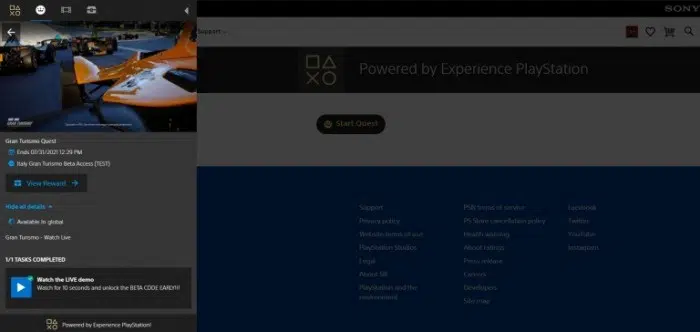 Gran Turismo Quest
Ends 07/31/2021 12:29 PM
Italy Gran Turismo Beta Access [TEST]
View Reward
Hide all details
Available in global
Gran Turismo - Watch Live
1/1 TASKS COMPLETED
Watch the LIVE demo
Watch for 10 seconds and unlock the BETA CODE EARLY!!!
Powered by Experience PlayStation!
SONY
Support
Powered by Experience PlayStation
Start Quest
Support
Privacy policy
Website terms of use
PlayStation Studios
Legal
About SIE
PlayStation and the
environment
PSN terms of service
PS Store cancellation policy
Health warning
About ratings
Press release
Careers
Developers
Site map
Facebook
Twitter
YouTube
Instagram